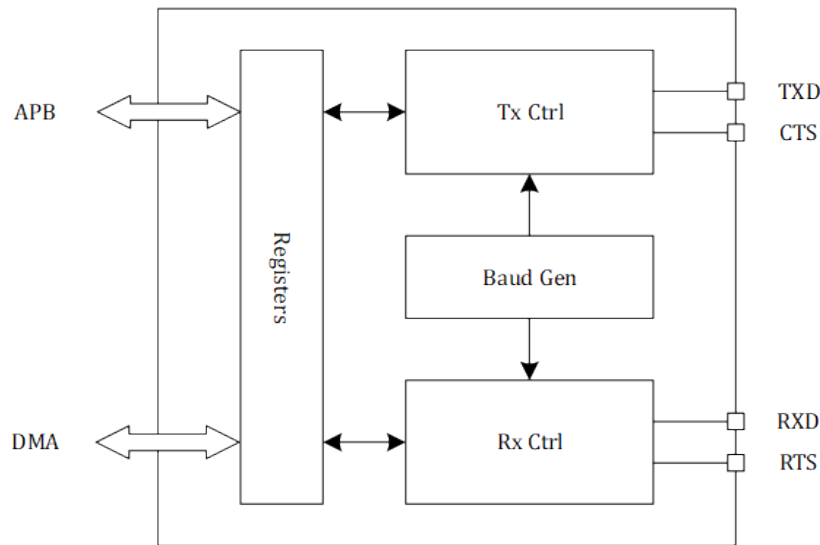 APB
Registers
Tx Ctrl
TXD
CTS
Baud Gen
DMA
Rx Ctrl
RXD
RTS